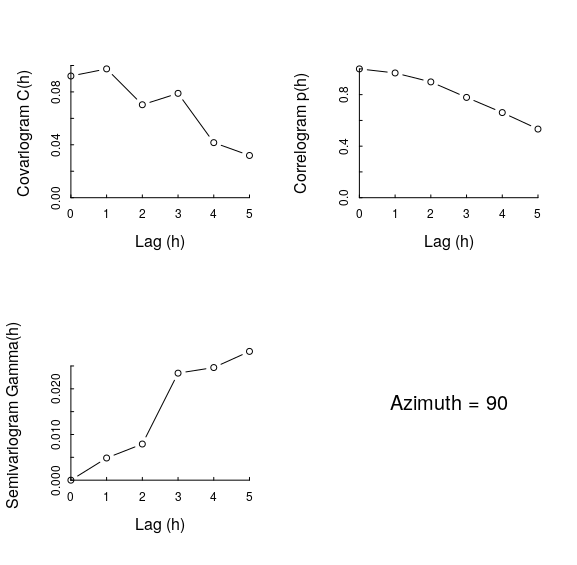 Covarlogram C(h)
0.00 0.04 0.08
0 1 2 3 4 5
Lag (h)
Correlogram p(h)
0.0 0.4 0.8
0 1 2 3 4 5
Lag (h)
Semivarlogram Gamma(h)
0.000 0.010 0.020
0 1 2 3 4 5
Lag (h)
Azimuth = 90